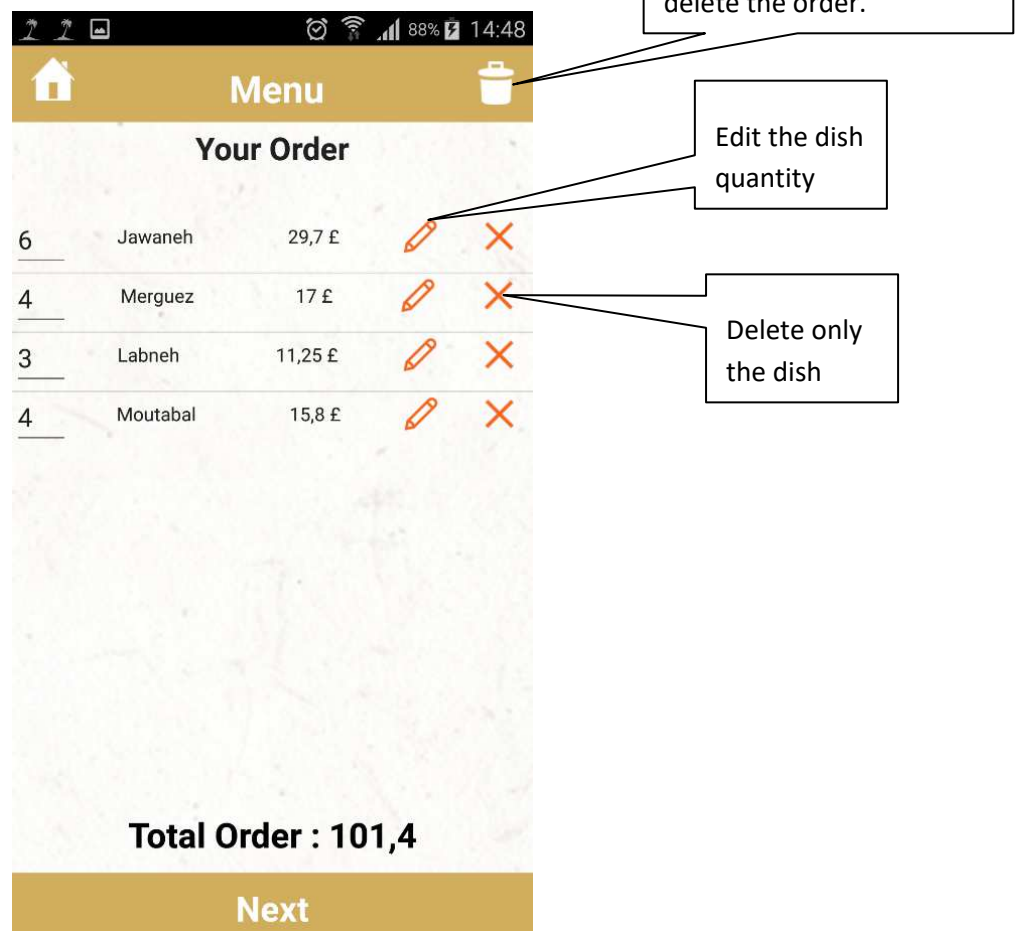 delete the order.
88% 14:48
Menu
Your Order
6 Jawaneh 29,7 £
4 Merguez 17 £
3 Labneh 11,25 £
4 Moutabal 15,8 £
Total Order : 101,4
Next
Edit the dish
quantity
Delete only
the dish